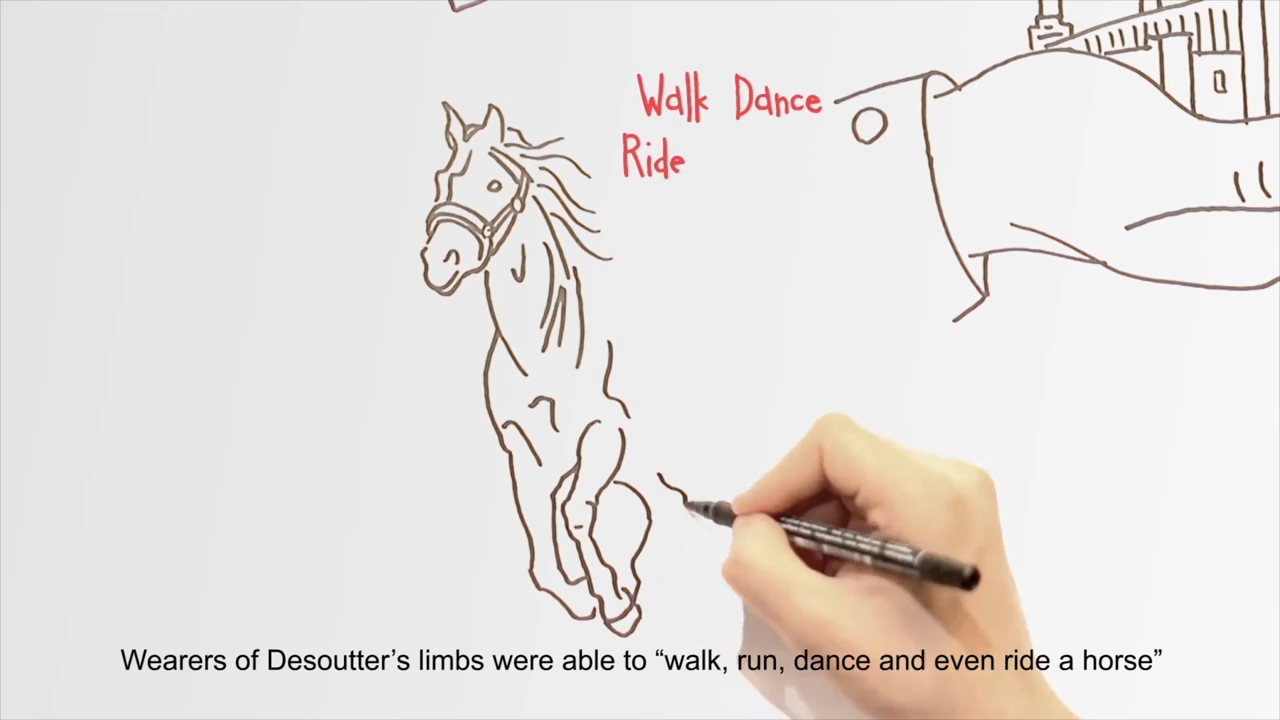 Walk Dance
Ride
Wearers of Desoutter’s limbs were able to “walk, run, dance and even ride a horse”